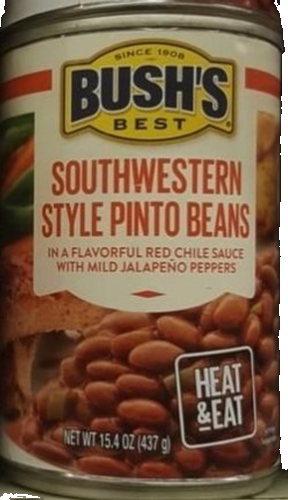 SINCE 1908
BUSH'S
BEST
SOUTHWESTERN
STYLE PINTO BEANS
IN A FLAVORFUL RED CHILE SAUCE
WITH MILD JALAPEÑO PEPPERS
HEAT
&EAT
NET WT 15.4 OZ (437 g)